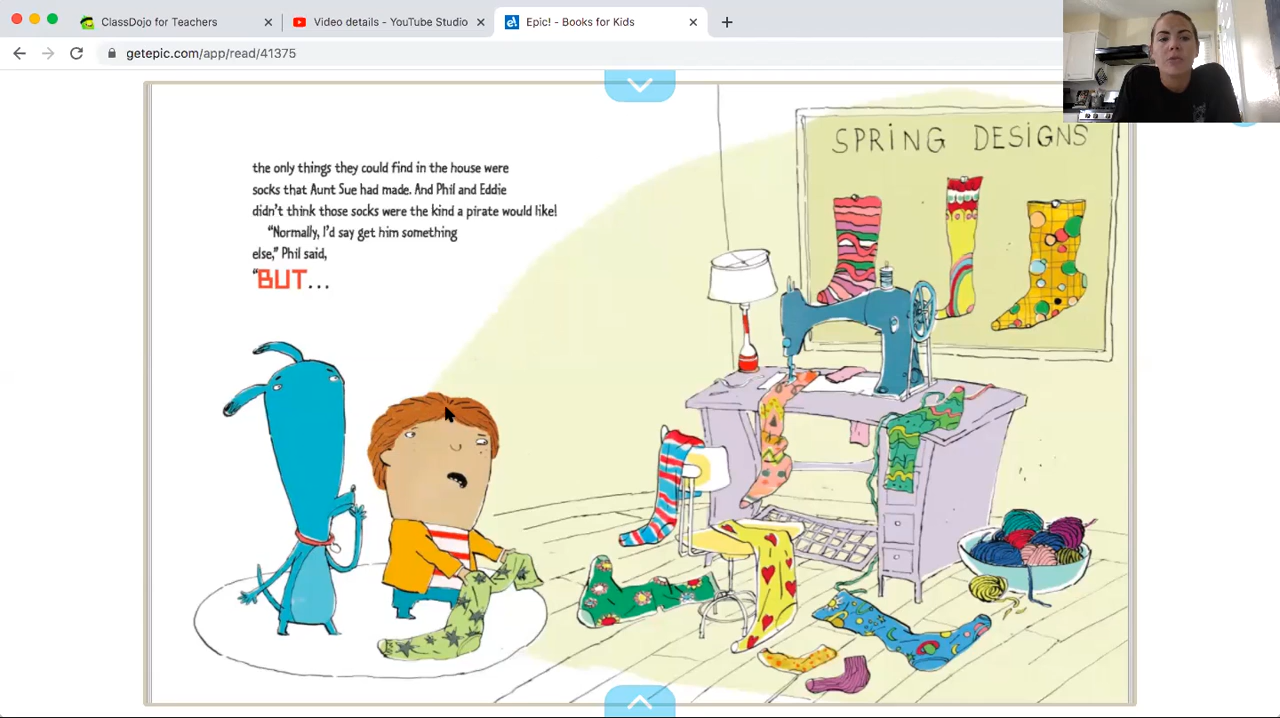 ClassDojo for Teachers
Video details - YouTube Studio
Epic! - Books for Kids
getepic.com/app/read/41375
the only things they could find in the house were
socks that Aunt Sue had made. And Phil and Eddie
didn't think those socks were the kind a pirate would like!
“Normally, I'd say get him something
else,” Phil said,
“BUT...
SPRING DESIGNS